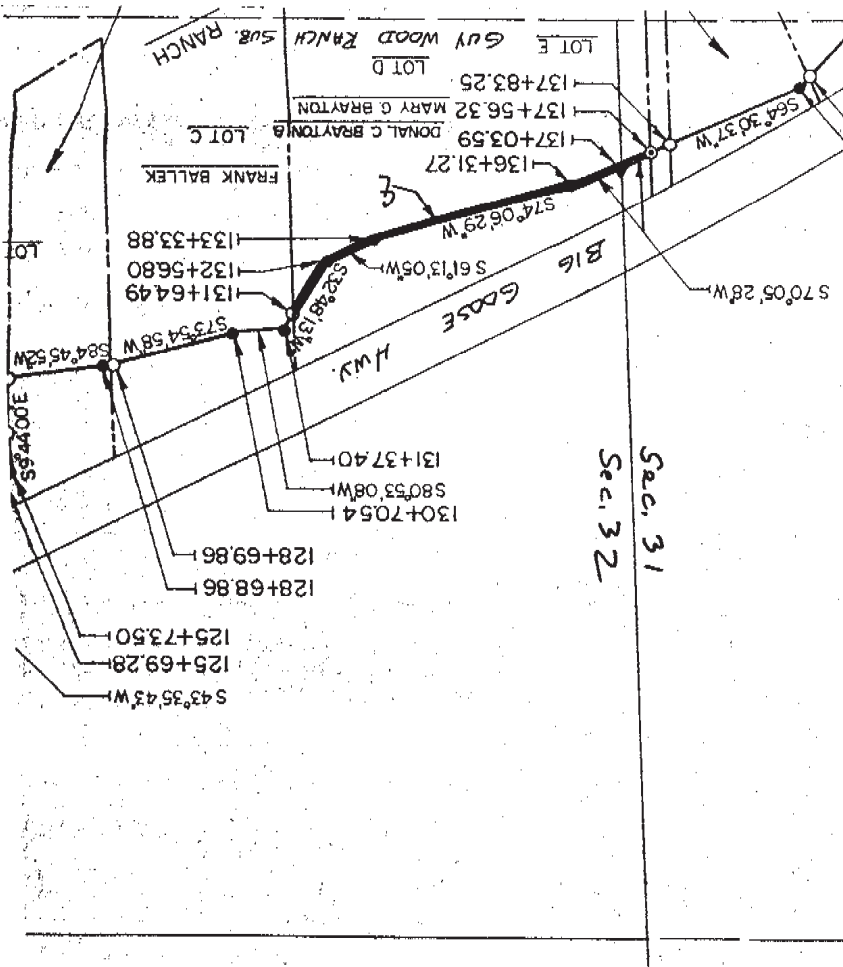 S43°35'43"W
125+69.28
125+73.50
128+68.86
128+69.86
130+70.54
S80°53'08"W
131+37.40
Sec. 31
Sec. 32
S9°44'00"E
S84°45'52"W
S73°54'58"W
S32°48'13"W
HWY.
BIG GOOSE
S70°05'28"W
131+64.49
132+56.80
133+33.88
S61°13'05"W
S74°06'29"W
℄
LOT
FRANK BALLEK
LOT C
136+31.27
137+03.59
137+56.32
137+83.25
S64°30'37"W
DONAL C. BRAYTON &
MARY G. BRAYTON
LOT D
LOT E
GUY WOOD RANCH SUB.
RANCH